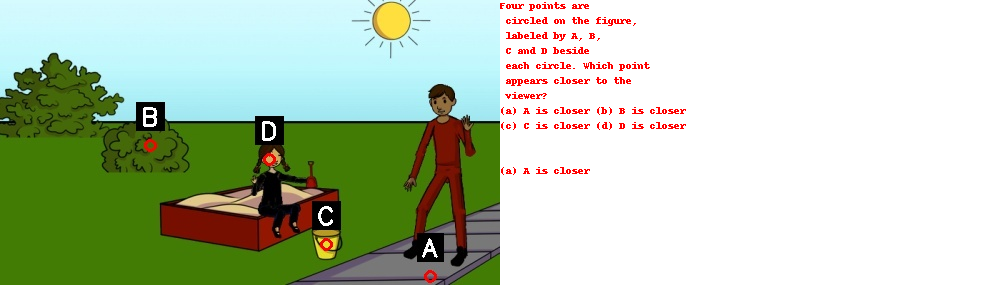 B
D
C
A
Four points are
circled on the figure,
labeled by A, B,
C and D beside
each circle. Which point
appears closer to the
viewer?
(a) A is closer (b) B is closer
(c) C is closer (d) D is closer
(a) A is closer